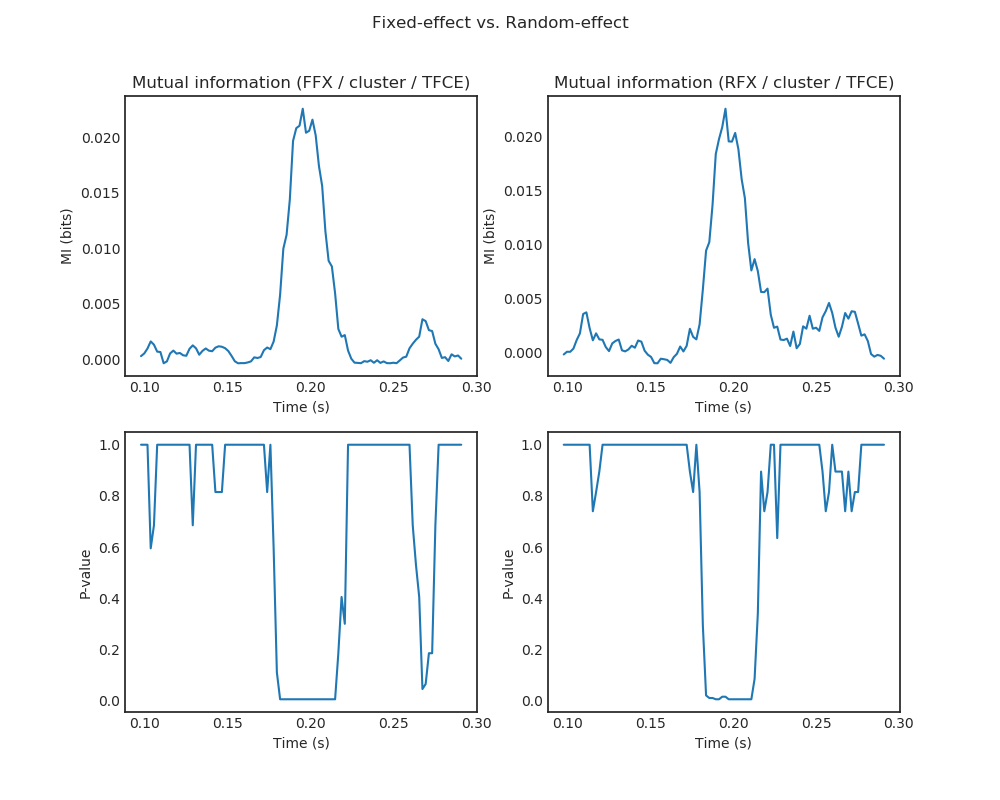 Fixed-effect vs. Random-effect
Mutual information (FFX / cluster / TFCE)
0.020
0.015
0.010
0.005
0.000
MI (bits)
0.10 0.15 0.20 0.25 0.30
Time (s)
Mutual information (RFX / cluster / TFCE)
0.020
0.015
0.010
0.005
0.000
MI (bits)
0.10 0.15 0.20 0.25 0.30
Time (s)
1.0
0.8
0.6
0.4
0.2
0.0
P-value
0.10 0.15 0.20 0.25 0.30
Time (s)
1.0
0.8
0.6
0.4
0.2
0.0
P-value
0.10 0.15 0.20 0.25 0.30
Time (s)